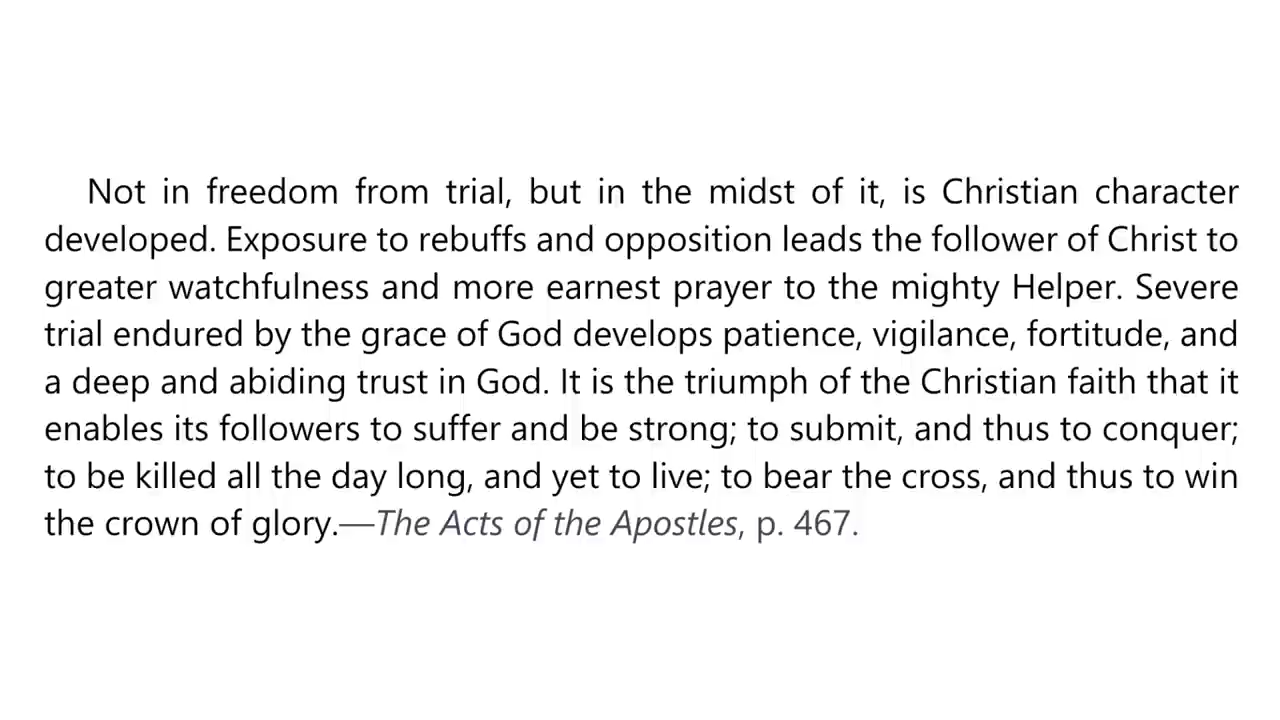 Not in freedom from trial, but in the midst of it, is Christian character
developed. Exposure to rebuffs and opposition leads the follower of Christ to
greater watchfulness and more earnest prayer to the mighty Helper. Severe
trial endured by the grace of God develops patience, vigilance, fortitude, and
a deep and abiding trust in God. It is the triumph of the Christian faith that it
enables its followers to suffer and be strong; to submit, and thus to conquer;
to be killed all the day long, and yet to live; to bear the cross, and thus to win
the crown of glory.—The Acts of the Apostles, p. 467.